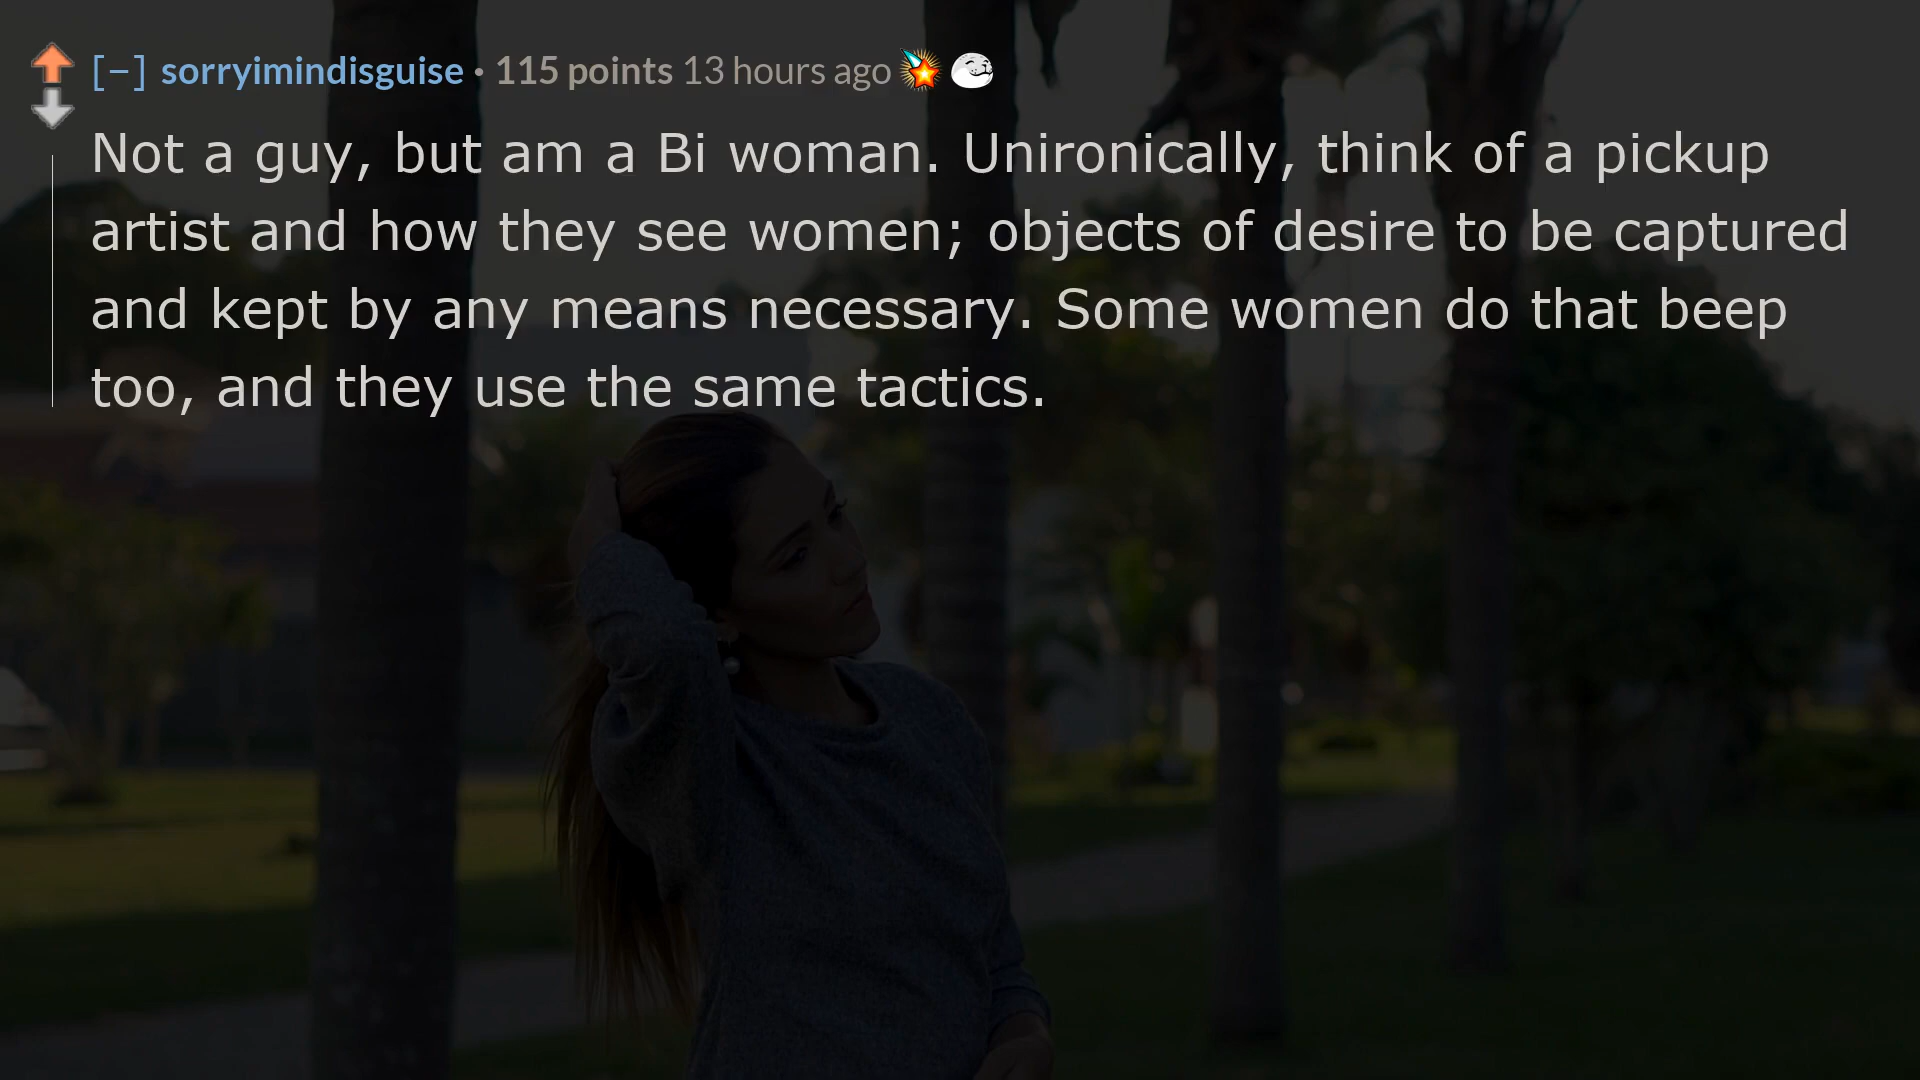 [−] sorryimindisguise • 115 points 13 hours ago
Not a guy, but am a Bi woman. Unironically, think of a pickup
artist and how they see women; objects of desire to be captured
and kept by any means necessary. Some women do that beep
too, and they use the same tactics.